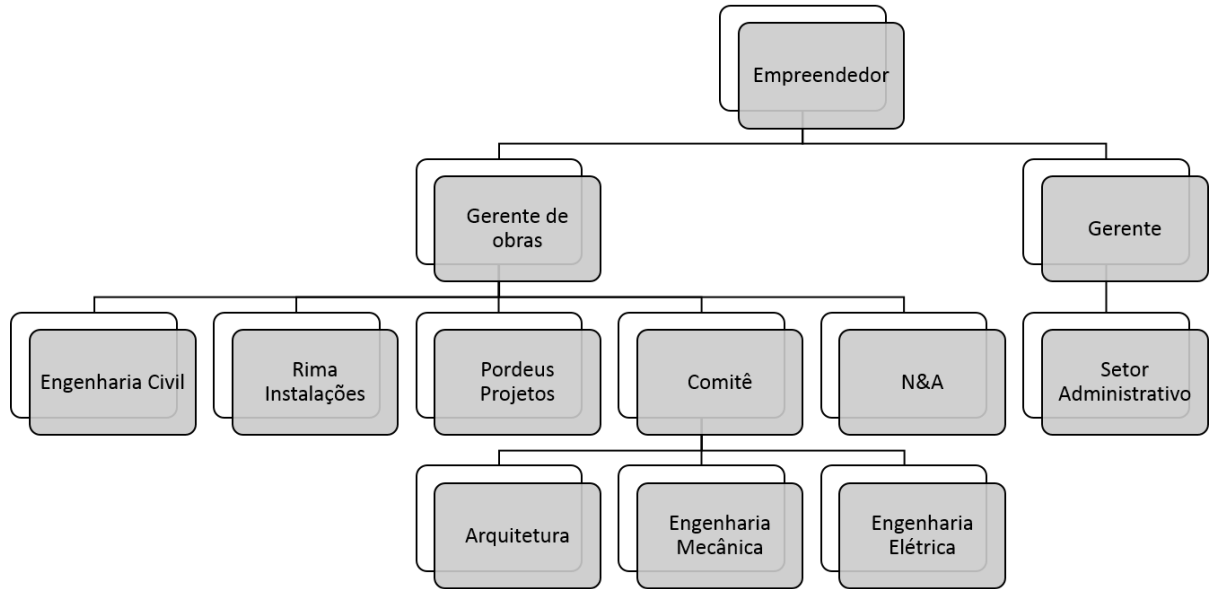 Empreendedor
Gerente de
obras
Gerente
Engenharia Civil
Rima
Instalações
Pordeus
Projetos
Comitê
N&A
Setor
Administrativo
Arquitetura
Engenharia
Mecânica
Engenharia
Elétrica